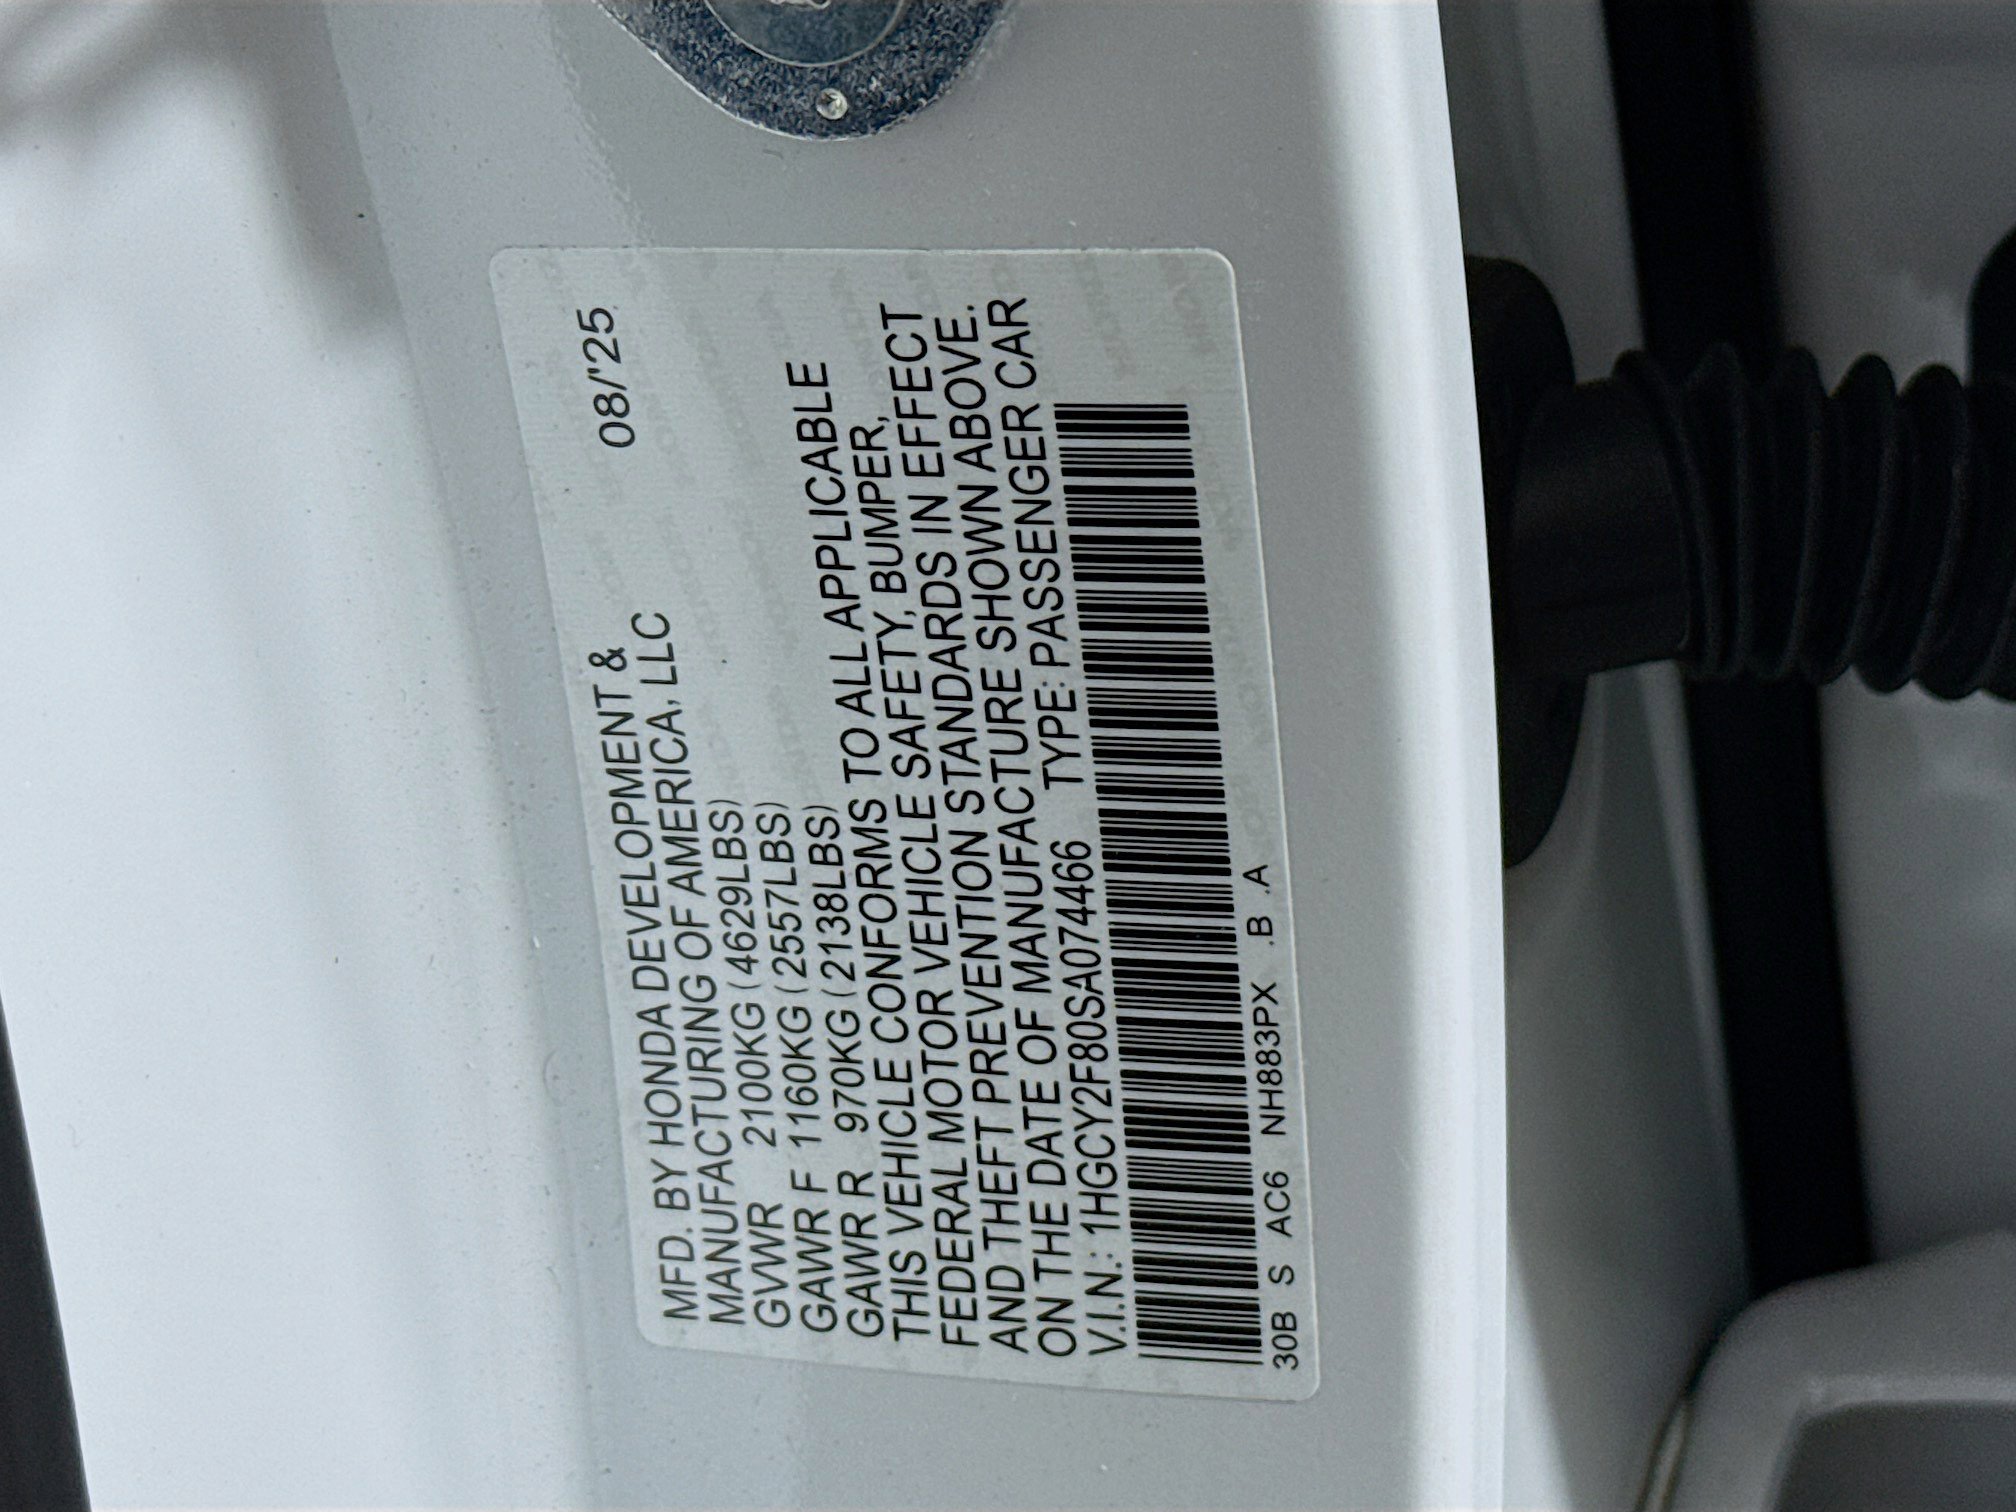 MFD. BY HONDA DEVELOPMENT & 08/'25
MANUFACTURING OF AMERICA, LLC
GVWR 2100KG (4629LBS)
GAWR F 1160KG (2557LBS)
GAWR R 970KG (2138LBS)
THIS VEHICLE CONFORMS TO ALL APPLICABLE
FEDERAL MOTOR VEHICLE SAFETY, BUMPER,
AND THEFT PREVENTION STANDARDS IN EFFECT
ON THE DATE OF MANUFACTURE SHOWN ABOVE.
V.I.N.: 1HGCY2F80SA074466 TYPE: PASSENGER CAR
30B S AC6 NH883PX .B .A